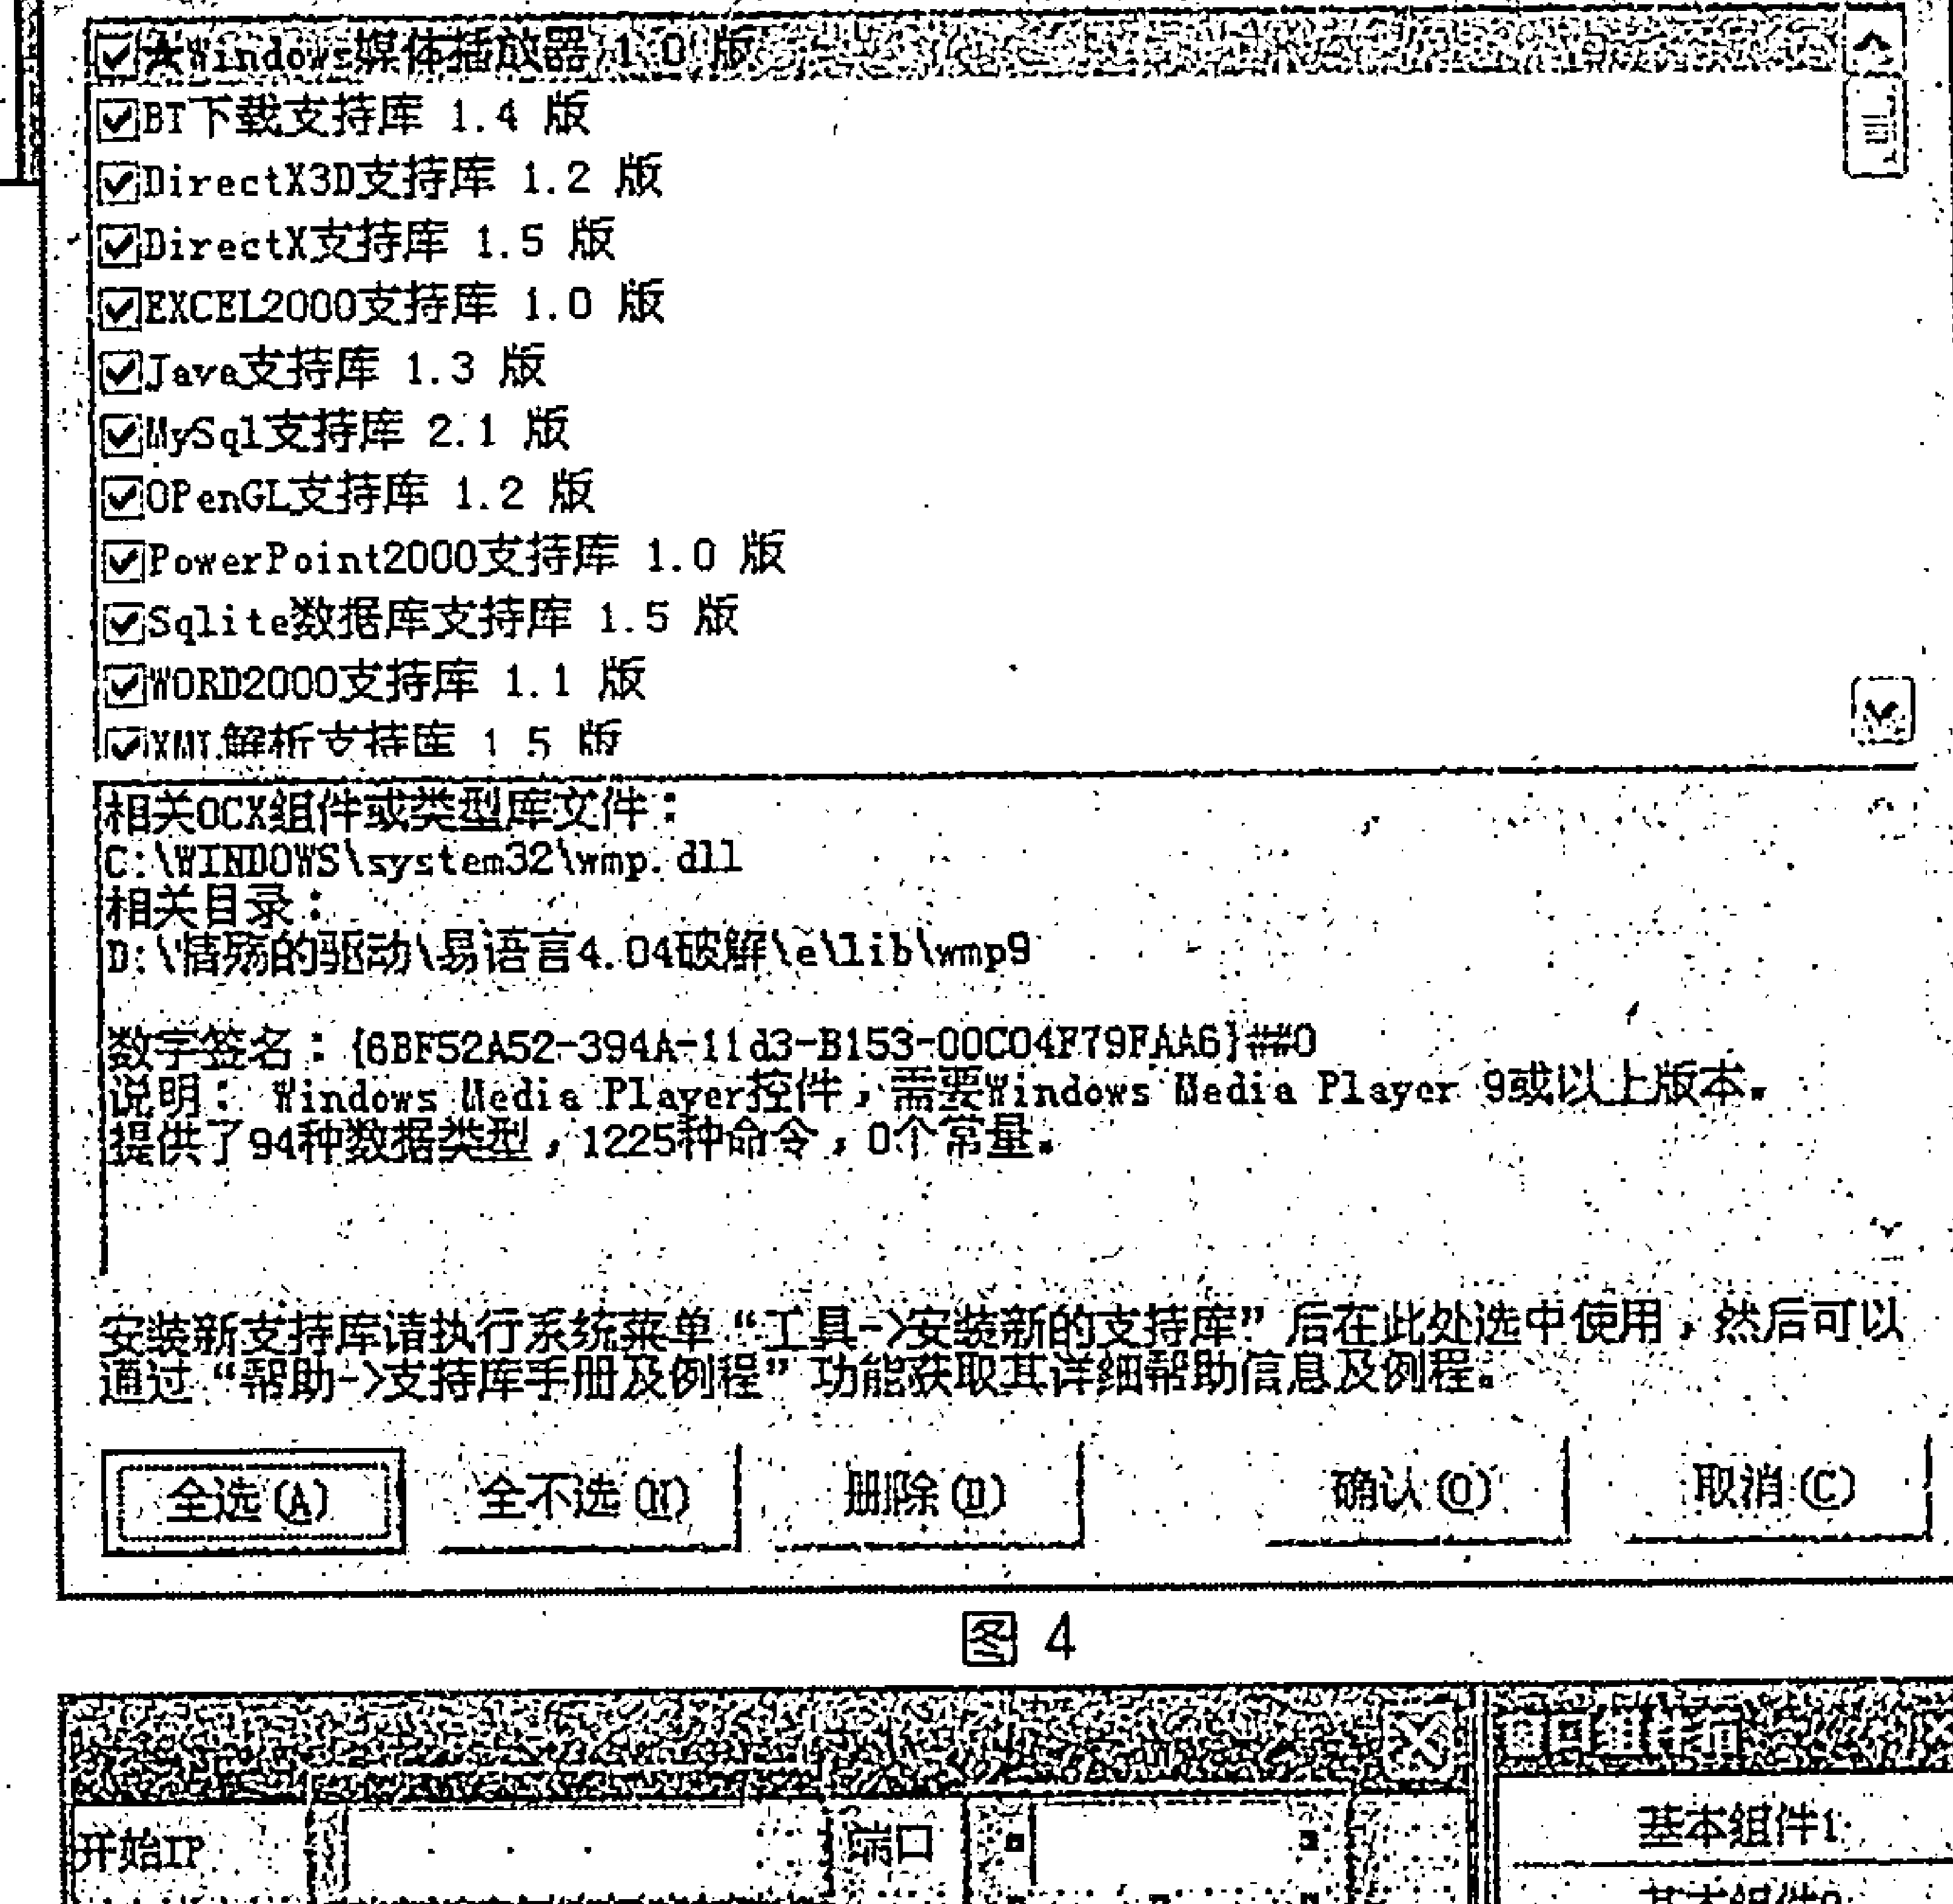 ★Windows媒体播放器 1.0 版
BT下载支持库 1.4 版
DirectX3D支持库 1.2 版
DirectX支持库 1.5 版
EXCEL2000支持库 1.0 版
Java支持库 1.3 版
MySql支持库 2.1 版
OPenGL支持库 1.2 版
PowerPoint2000支持库 1.0 版
Sqlite数据库支持库 1.5 版
WORD2000支持库 1.1 版
XML解析支持库 1.5 版
相关OCX组件或类型库文件：
C:\WINDOWS\system32\wmp.dll
相关目录：
D:\情殇的驱动\易语言4.04破解\e\lib\wmp9
数字签名：{6BF52A52-394A-11d3-B153-00C04F79FAA6}##0
说明： Windows Media Player控件，需要Windows Media Player 9或以上版本。
提供了94种数据类型，1225种命令，0个常量。
安装新支持库请执行系统菜单“工具->安装新的支持库”后在此处选中使用，然后可以
通过“帮助->支持库手册及例程”功能获取其详细帮助信息及例程。
全选(A) 全不选(N) 删除(D) 确认(O) 取消(C)
图 4
窗口组件箱
开始IP 端口 基本组件1